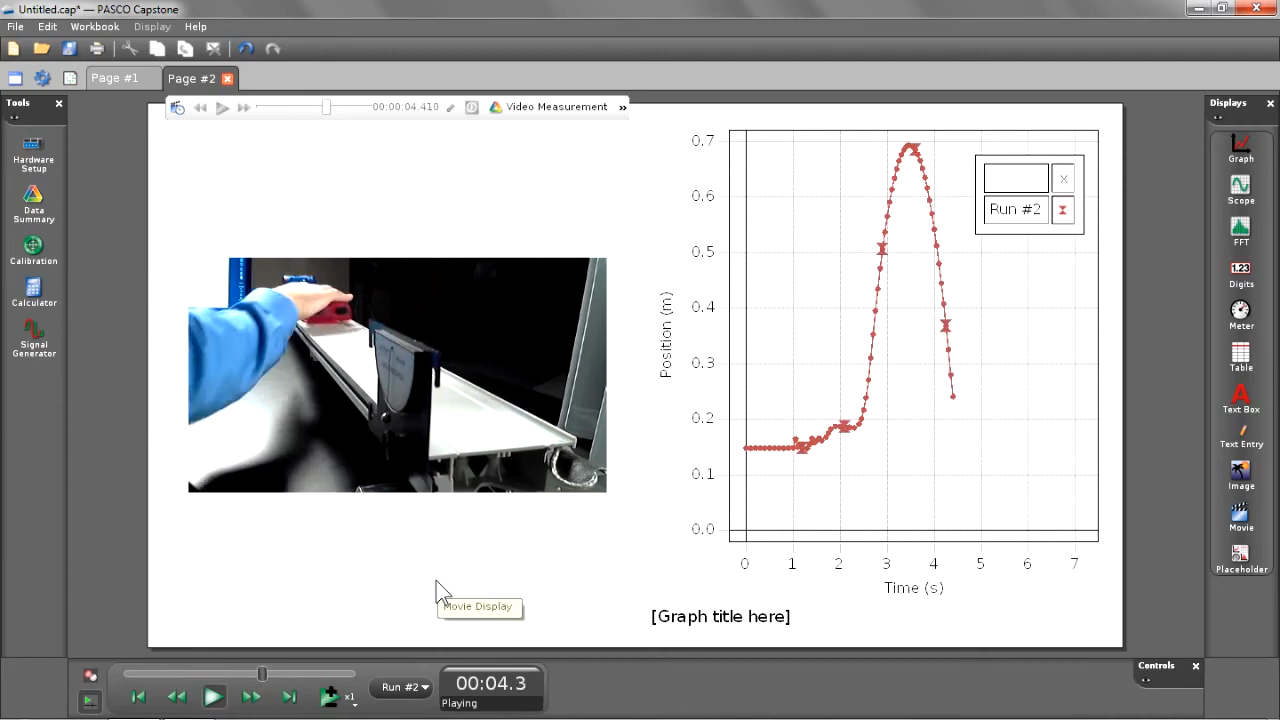 Untitled.cap* — PASCO Capstone
File Edit Workbook Display Help
Page #1
Page #2
Tools
Hardware
Setup
Data
Summary
Calibration
Calculator
Signal
Generator
00:00:04.410
Video Measurement
»
0.7
0.6
0.5
0.4
0.3
0.2
0.1
0.0
Position (m)
0 1 2 3 4 5 6 7
Time (s)
Run #2
[Graph title here]
Movie Display
Displays
Graph
Scope
FFT
1.23
Digits
Meter
Table
A
Text Box
Text Entry
Image
Movie
Placeholder
x1
Run #2
00:04.3
Playing
Controls